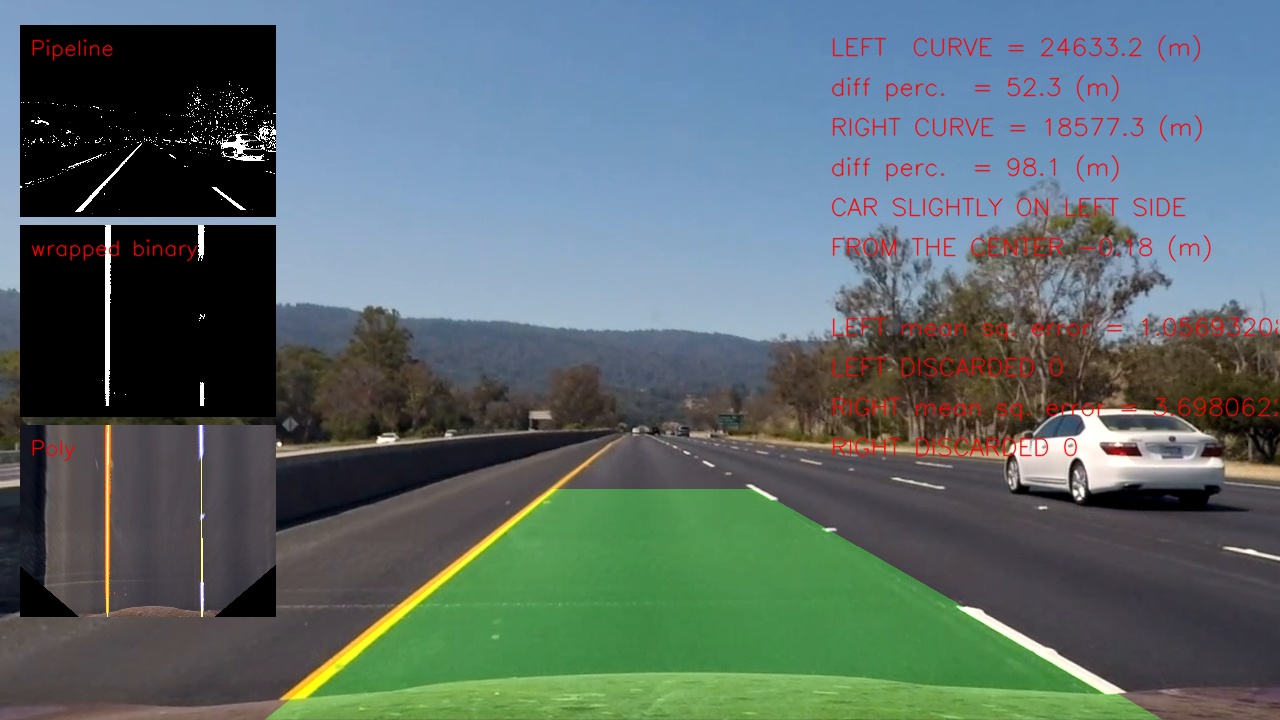 Pipeline
wrapped binary
Poly
LEFT CURVE = 24633.2 (m)
diff perc. = 52.3 (m)
RIGHT CURVE = 18577.3 (m)
diff perc. = 98.1 (m)
CAR SLIGHTLY ON LEFT SIDE
FROM THE CENTER -0.18 (m)
LEFT mean sq. error = 1.0569320
LEFT DISCARDED 0
RIGHT mean sq. error = 3.698062
RIGHT DISCARDED 0